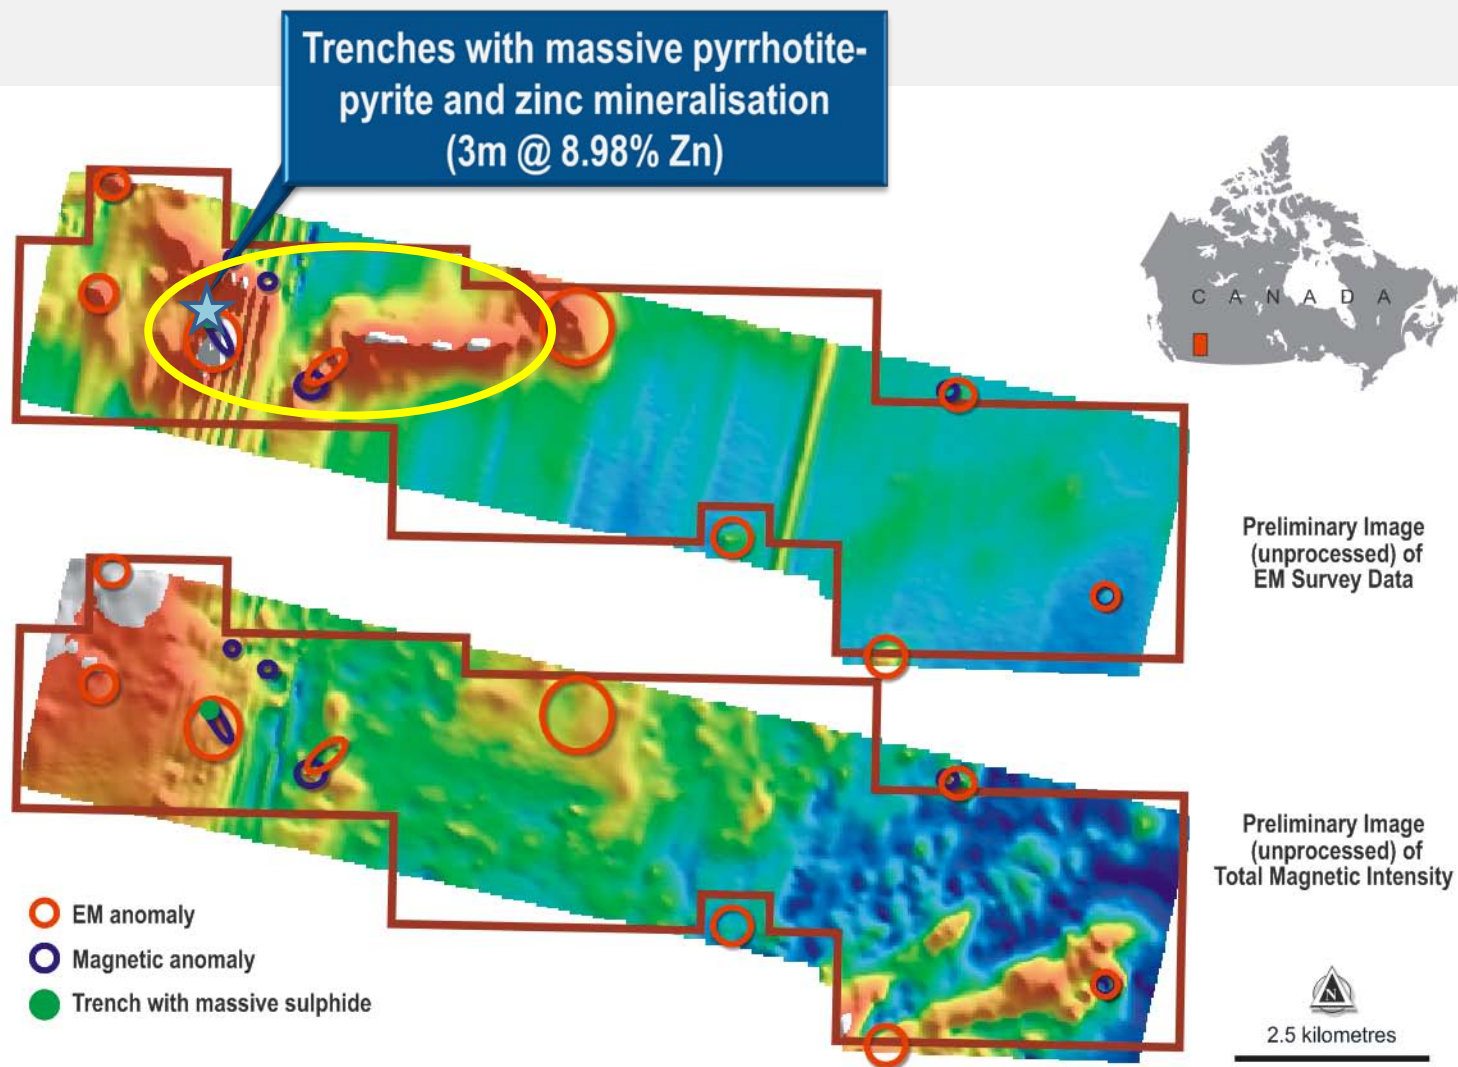 Trenches with massive pyrrhotite-
pyrite and zinc mineralisation
(3m @ 8.98% Zn)
CANADA
Preliminary Image
(unprocessed) of
EM Survey Data
Preliminary Image
(unprocessed) of
Total Magnetic Intensity
EM anomaly
Magnetic anomaly
Trench with massive sulphide
N
2.5 kilometres